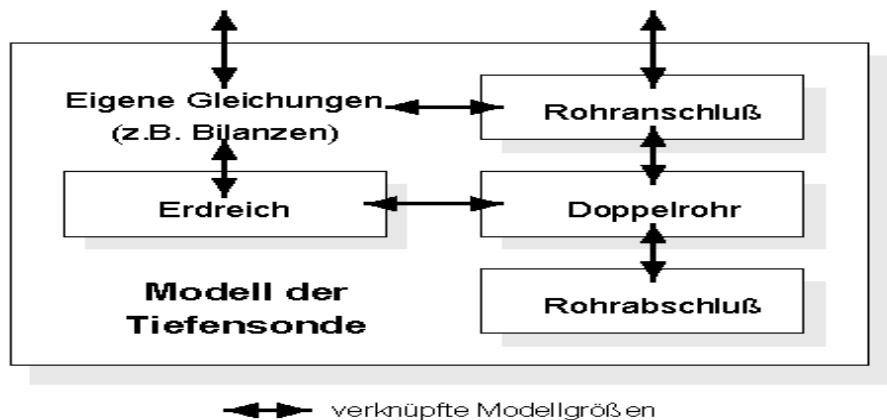 Eigene Gleichungen
(z.B. Bilanzen)
Rohranschluß
Erdreich
Doppelrohr
Modell der
Tiefensonde
Rohrabschluß
verknüpfte Modellgrößen